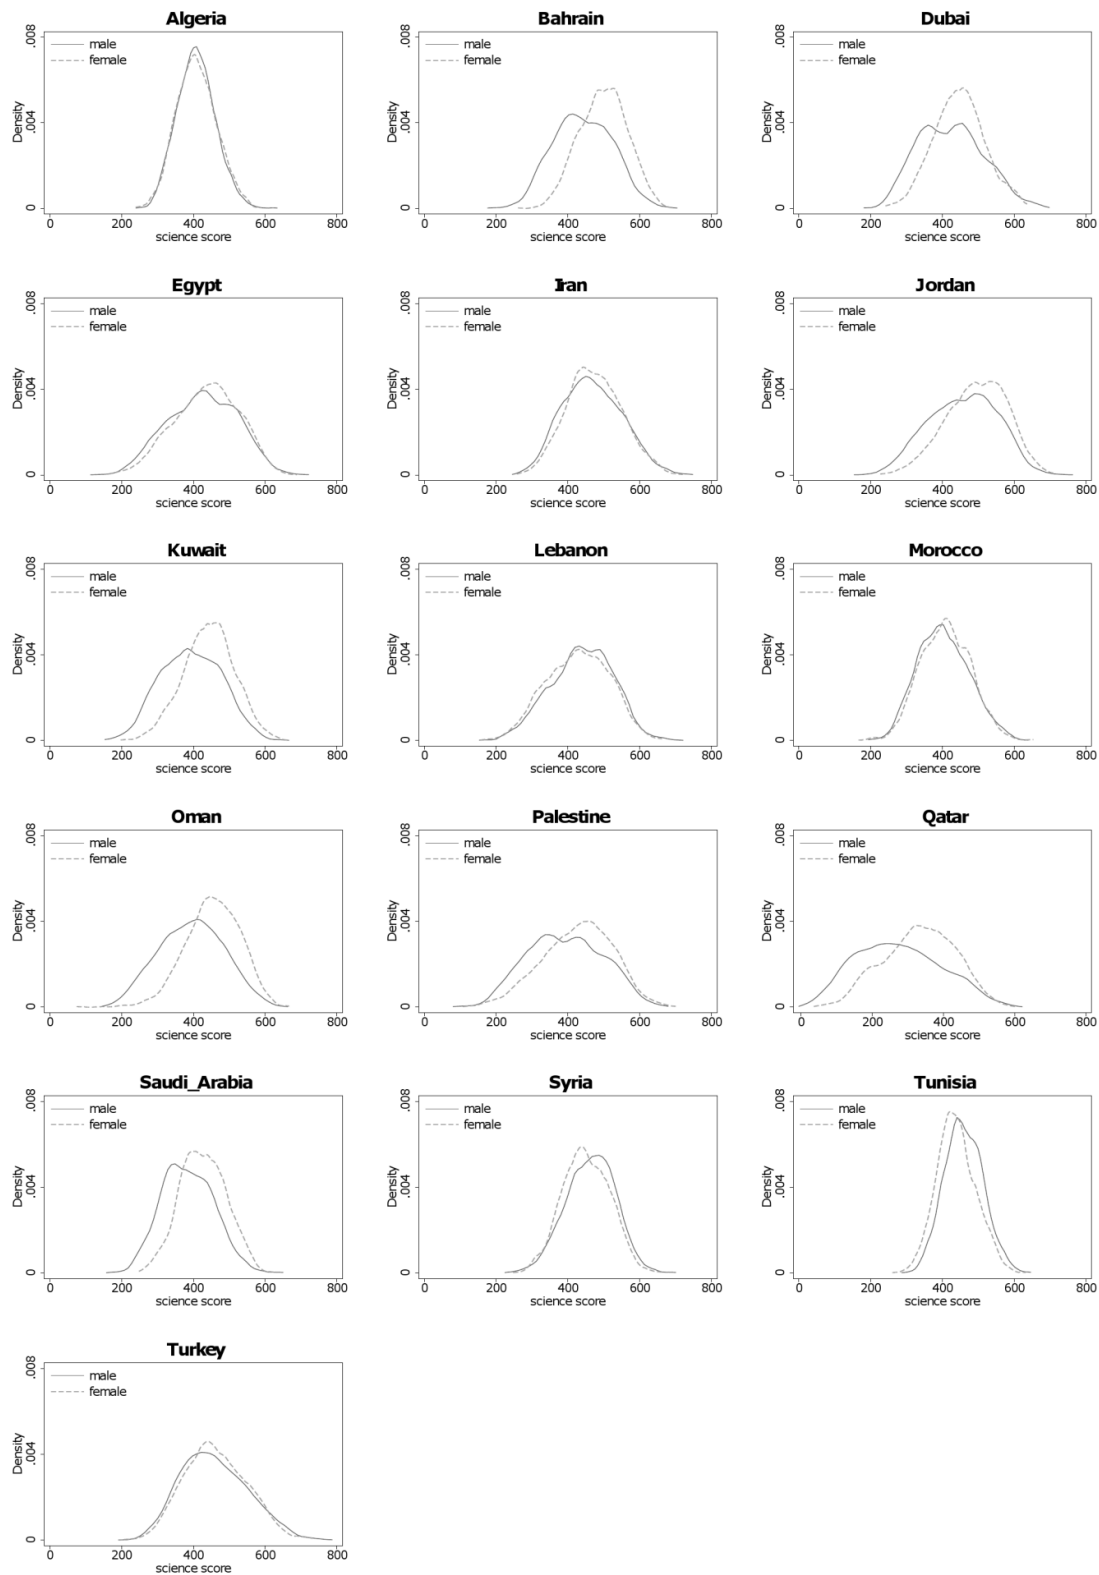 Algeria
.008
male
female
Density
.004
0
0 200 400 600 800
science score
Bahrain
.008
male
female
Density
.004
0
0 200 400 600 800
science score
Dubai
.008
male
female
Density
.004
0
0 200 400 600 800
science score
Egypt
.008
male
female
Density
.004
0
0 200 400 600 800
science score
Iran
.008
male
female
Density
.004
0
0 200 400 600 800
science score
Jordan
.008
male
female
Density
.004
0
0 200 400 600 800
science score
Kuwait
.008
male
female
Density
.004
0
0 200 400 600 800
science score
Lebanon
.008
male
female
Density
.004
0
0 200 400 600 800
science score
Morocco
.008
male
female
Density
.004
0
0 200 400 600 800
science score
Oman
.008
male
female
Density
.004
0
0 200 400 600 800
science score
Palestine
.008
male
female
Density
.004
0
0 200 400 600 800
science score
Qatar
.008
male
female
Density
.004
0
0 200 400 600 800
science score
Saudi_Arabia
.008
male
female
Density
.004
0
0 200 400 600 800
science score
Syria
.008
male
female
Density
.004
0
0 200 400 600 800
science score
Tunisia
.008
male
female
Density
.004
0
0 200 400 600 800
science score
Turkey
.008
male
female
Density
.004
0
0 200 400 600 800
science score